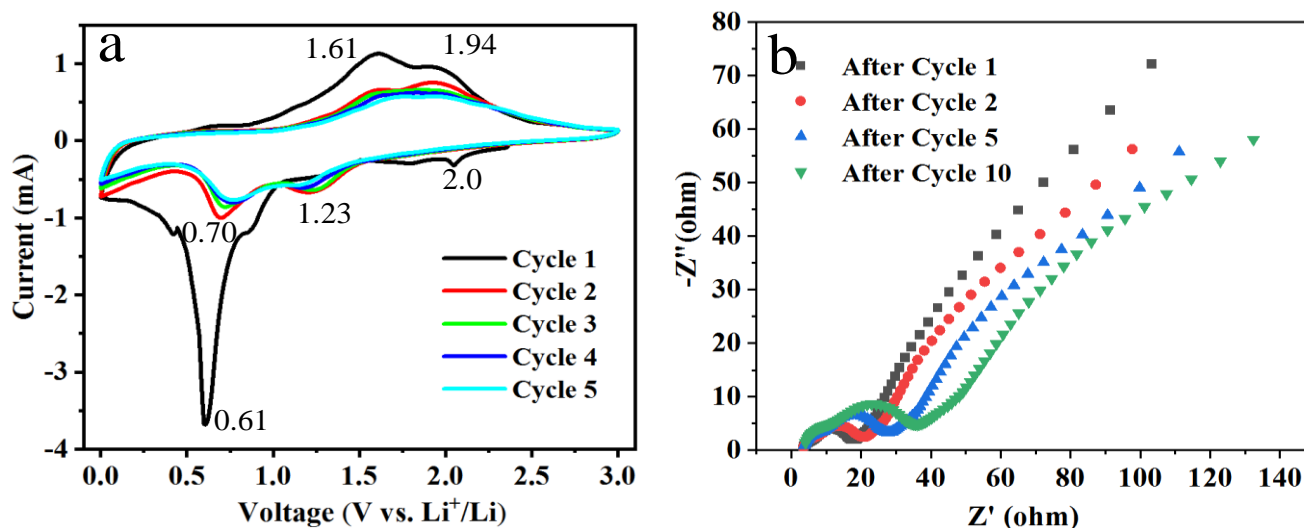 a
1.61
1.94
2.0
1.23
0.70
0.61
Cycle 1
Cycle 2
Cycle 3
Cycle 4
Cycle 5
1
0
-1
-2
-3
-4
Current (mA)
0.0 0.5 1.0 1.5 2.0 2.5 3.0
Voltage (V vs. Li⁺/Li)
b
After Cycle 1
After Cycle 2
After Cycle 5
After Cycle 10
80
70
60
50
40
30
20
10
0
-Z'' (ohm)
0 20 40 60 80 100 120 140
Z' (ohm)